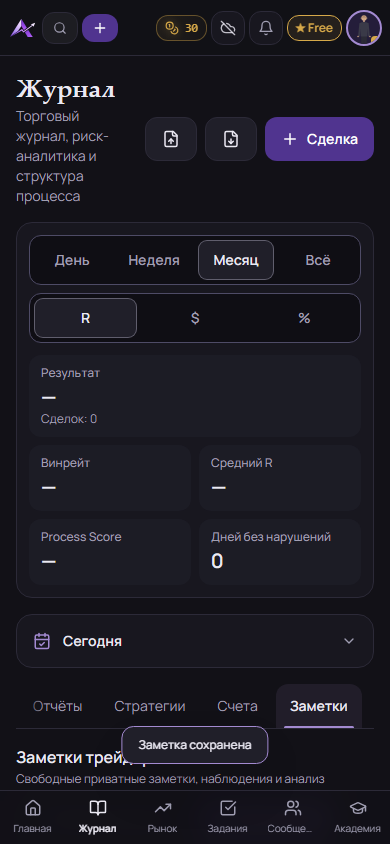 30
★ Free
Журнал
Торговый
журнал, риск-
аналитика и
структура
процесса
Сделка
День Неделя Месяц Всё
R $ %
Результат
—
Сделок: 0
Винрейт Средний R
— —
Process Score Дней без нарушений
— 0
Сегодня
Отчёты Стратегии Счета Заметки
Заметка сохранена
Заметки
Свободные приватные заметки, наблюдения и анализ
Главная Журнал Рынок Задания Сообще... Академия